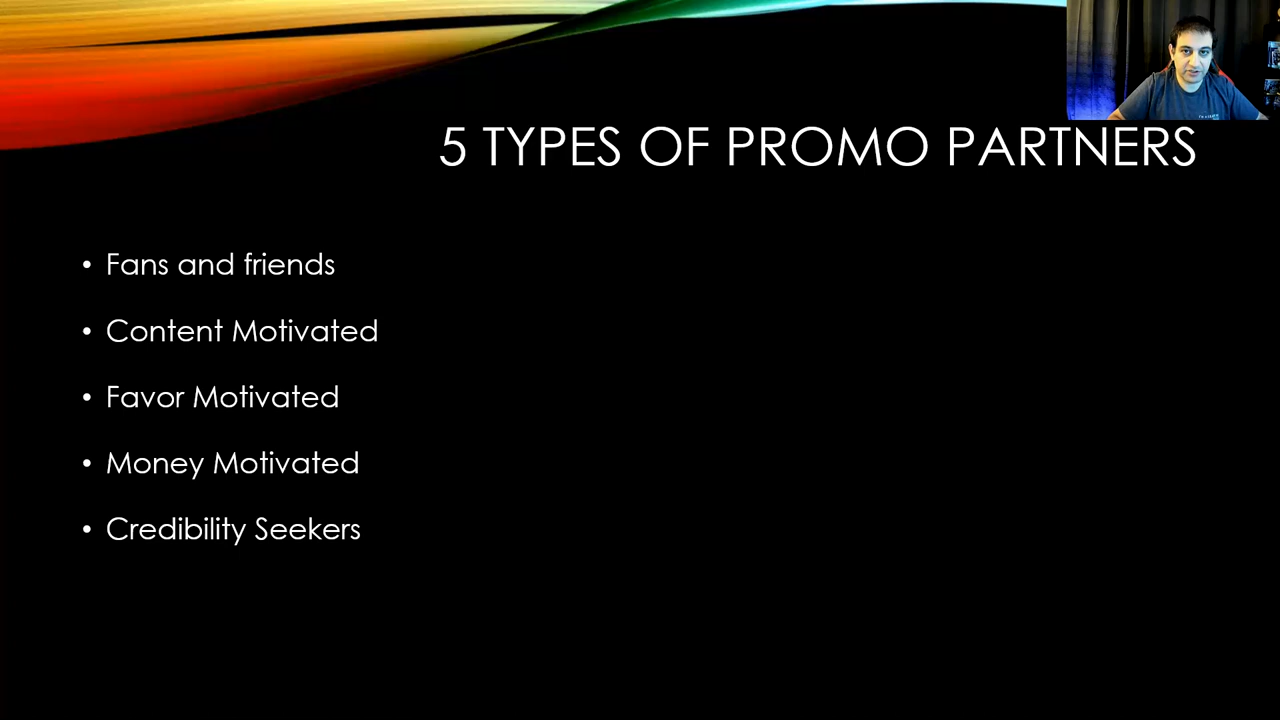 5 TYPES OF PROMO PARTNERS
• Fans and friends
• Content Motivated
• Favor Motivated
• Money Motivated
• Credibility Seekers